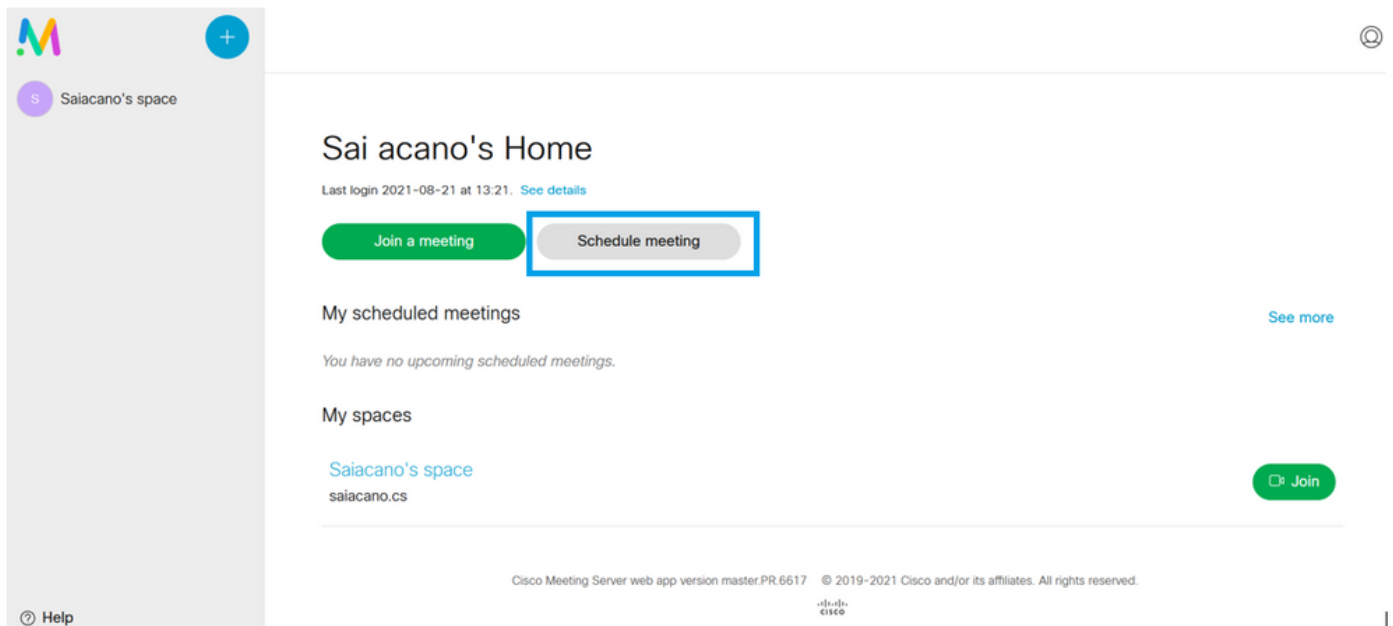 S Saiacano's space
Sai acano's Home
Last login 2021-08-21 at 13:21. See details
Join a meeting Schedule meeting
My scheduled meetings See more
You have no upcoming scheduled meetings.
My spaces
Saiacano's space
saiacano.cs
Join
Cisco Meeting Server web app version master.PR.6617 © 2019-2021 Cisco and/or its affiliates. All rights reserved.
CISCO
? Help